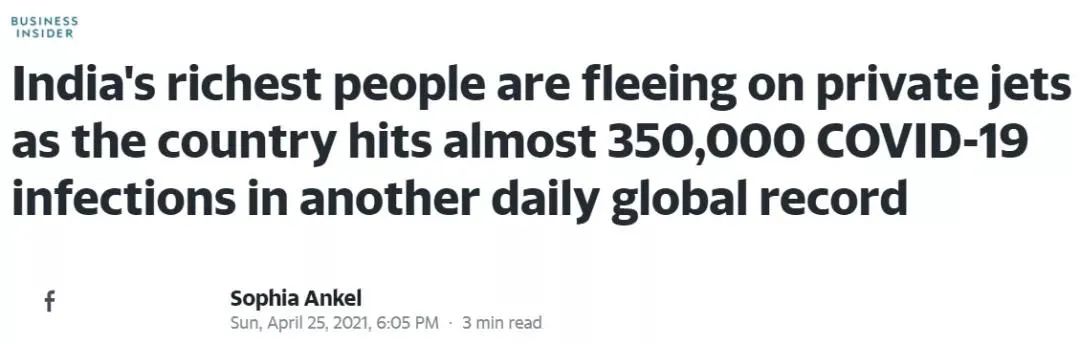 BUSINESS
INSIDER
India's richest people are fleeing on private jets
as the country hits almost 350,000 COVID-19
infections in another daily global record
f
Sophia Ankel
Sun, April 25, 2021, 6:05 PM · 3 min read